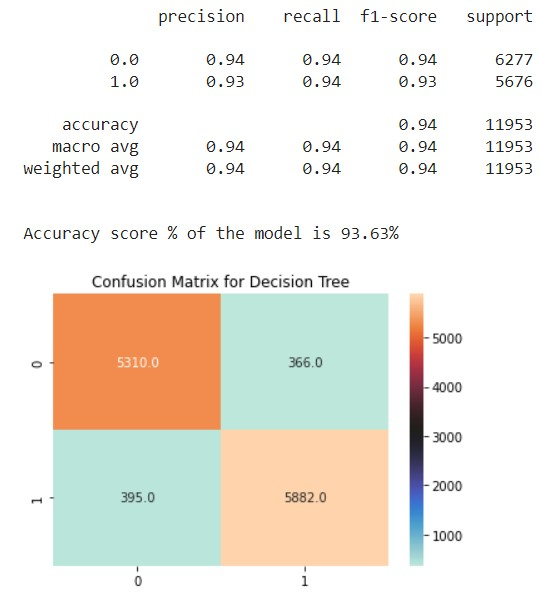 precision recall f1-score support
0.0 0.94 0.94 0.94 6277
1.0 0.93 0.94 0.93 5676
accuracy 0.94 11953
macro avg 0.94 0.94 0.94 11953
weighted avg 0.94 0.94 0.94 11953
Accuracy score % of the model is 93.63%
Confusion Matrix for Decision Tree
0 5310.0 366.0
1 395.0 5882.0
0 1
5000
4000
3000
2000
1000